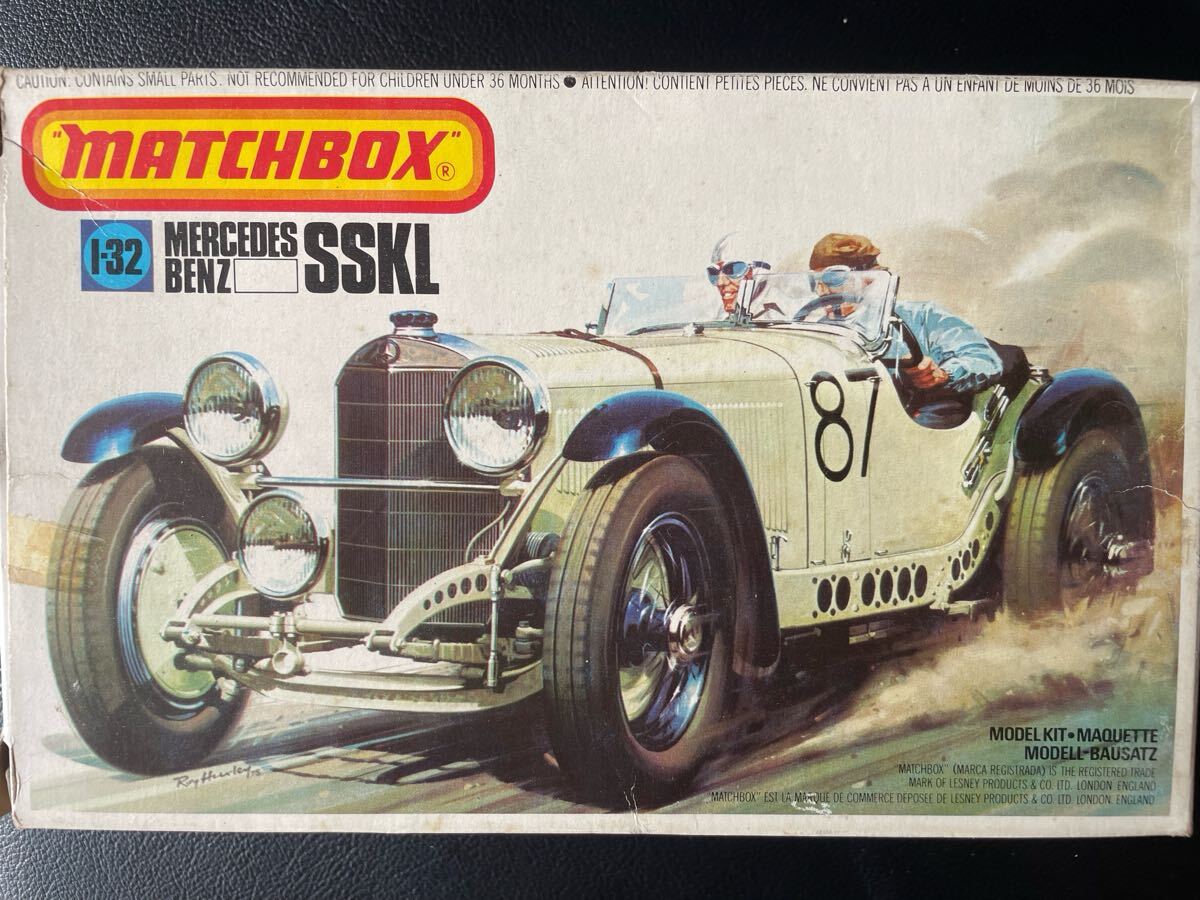 CAUTION: CONTAINS SMALL PARTS. NOT RECOMMENDED FOR CHILDREN UNDER 36 MONTHS ● ATTENTION: CONTIENT PETITES PIECES. NE CONVIENT PAS A UN ENFANT DE MOINS DE 36 MOIS
"MATCHBOX"®
1-32 MERCEDES BENZ SSKL
87
MODEL KIT • MAQUETTE
MODELL-BAUSATZ
"MATCHBOX" (MARCA REGISTRADA) IS THE REGISTERED TRADE
MARK OF LESNEY PRODUCTS & CO. LTD. LONDON, ENGLAND
"MATCHBOX" EST LA MARQUE DE COMMERCE DEPOSEE DE LESNEY PRODUCTS & CO. LTD. LONDON, ENGLAND
Roy Huxley